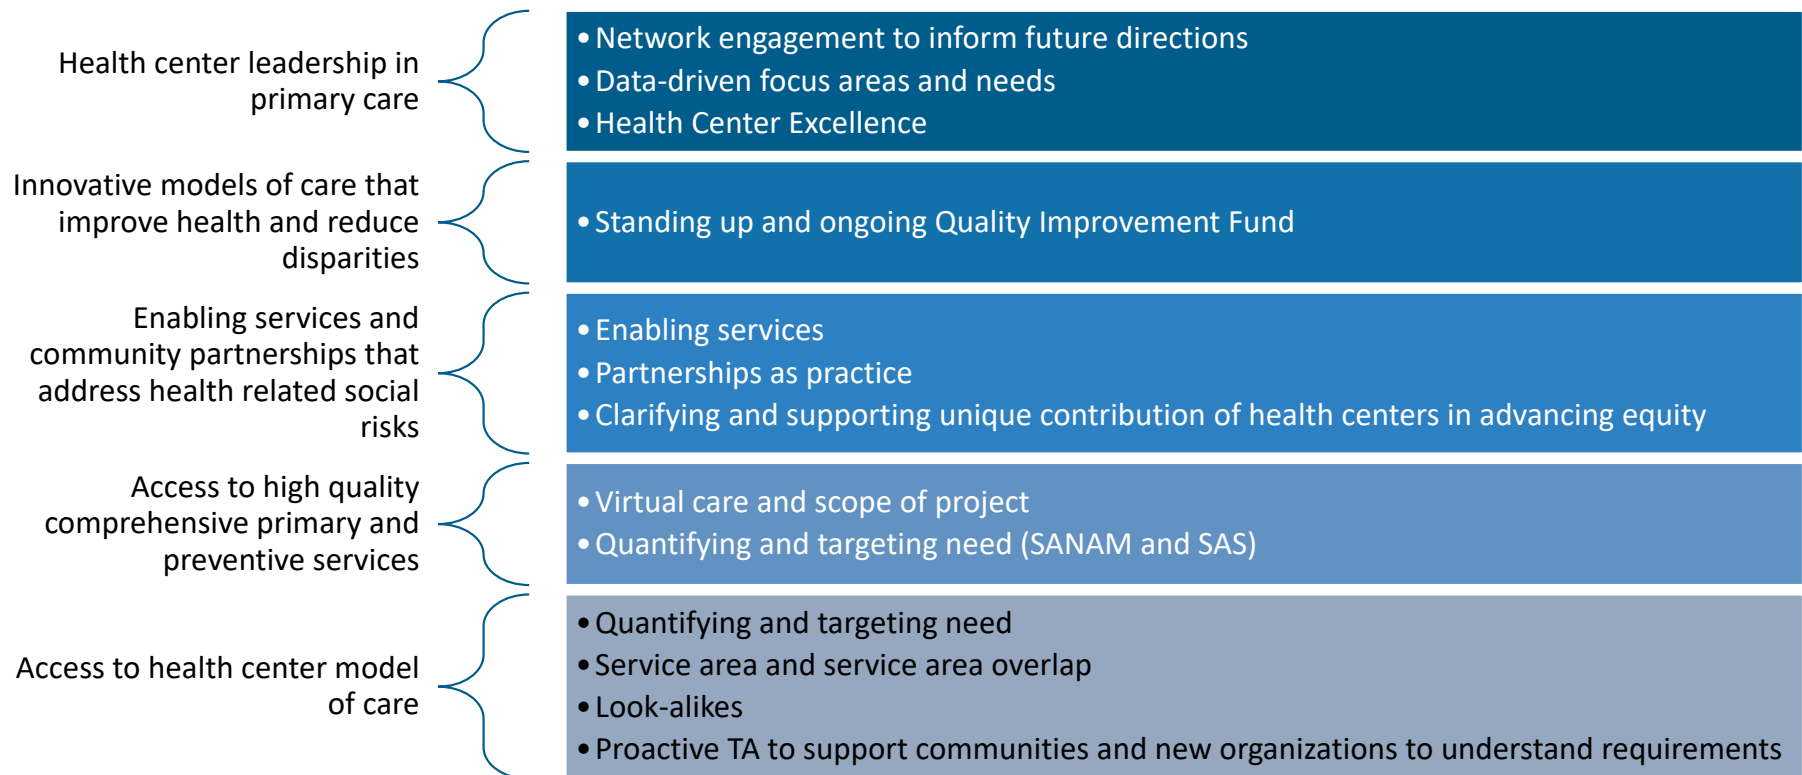 Health center leadership in
primary care
• Network engagement to inform future directions
• Data-driven focus areas and needs
• Health Center Excellence
Innovative models of care that
improve health and reduce
disparities
• Standing up and ongoing Quality Improvement Fund
Enabling services and
community partnerships that
address health related social
risks
• Enabling services
• Partnerships as practice
• Clarifying and supporting unique contribution of health centers in advancing equity
Access to high quality
comprehensive primary and
preventive services
• Virtual care and scope of project
• Quantifying and targeting need (SANAM and SAS)
Access to health center model
of care
• Quantifying and targeting need
• Service area and service area overlap
• Look-alikes
• Proactive TA to support communities and new organizations to understand requirements